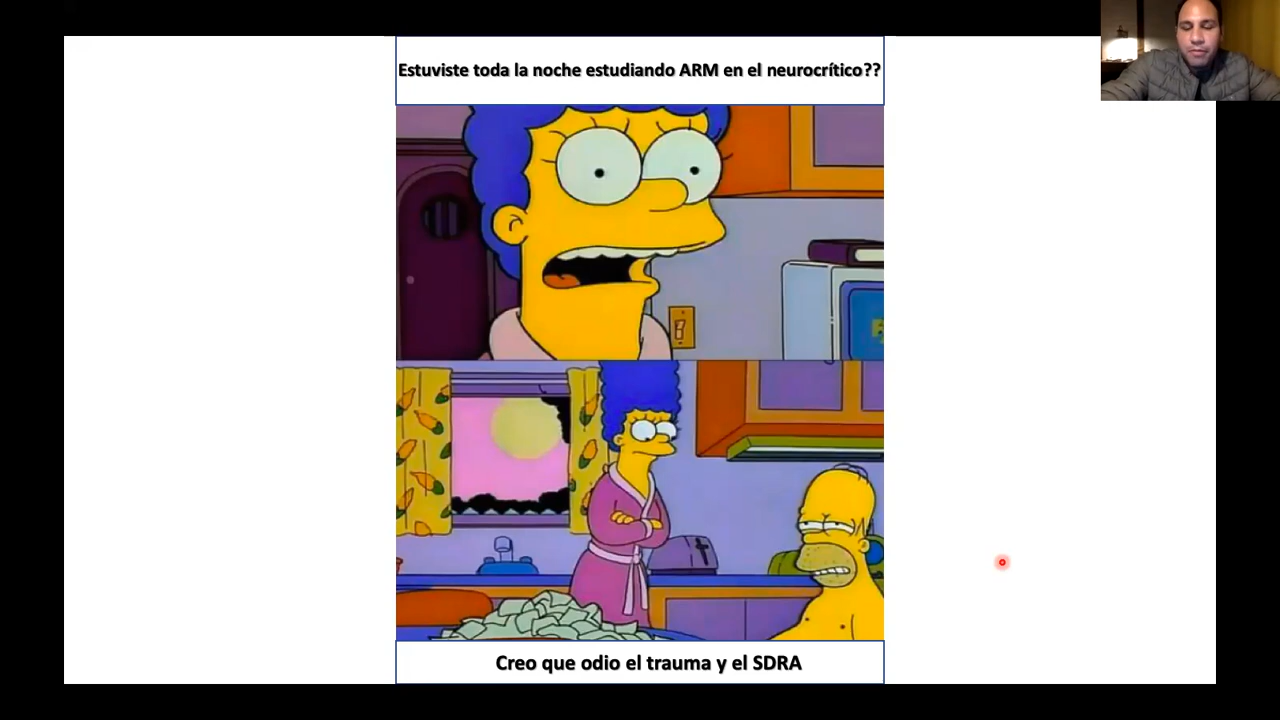 Estuviste toda la noche estudiando ARM en el neurocrítico??
Creo que odio el trauma y el SDRA